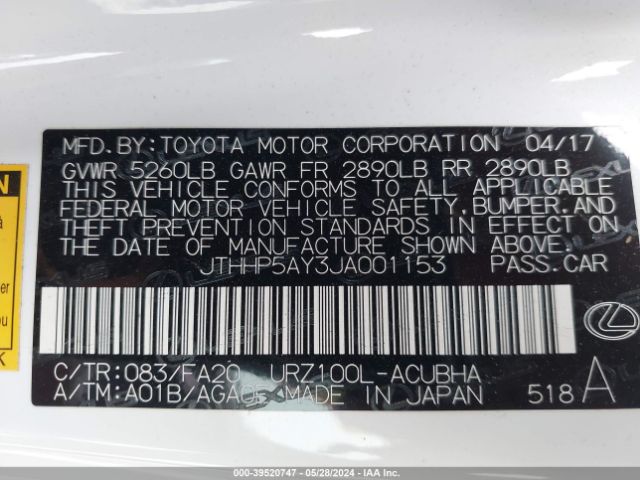 MFD. BY: TOYOTA MOTOR CORPORATION 04/17
GVWR 5260LB GAWR FR 2890LB RR 2890LB
THIS VEHICLE CONFORMS TO ALL APPLICABLE
FEDERAL MOTOR VEHICLE SAFETY, BUMPER, AND
THEFT PREVENTION STANDARDS IN EFFECT ON
THE DATE OF MANUFACTURE SHOWN ABOVE.
JTHHP5AY3JA001153 PASS.CAR
C/TR: 083/FA20 URZ100L-ACUBHA
A/TM: A01B/AGA0E MADE IN JAPAN 518 A
N
à
er
ou
K
000-39520747 - 05/28/2024 - IAA Inc.